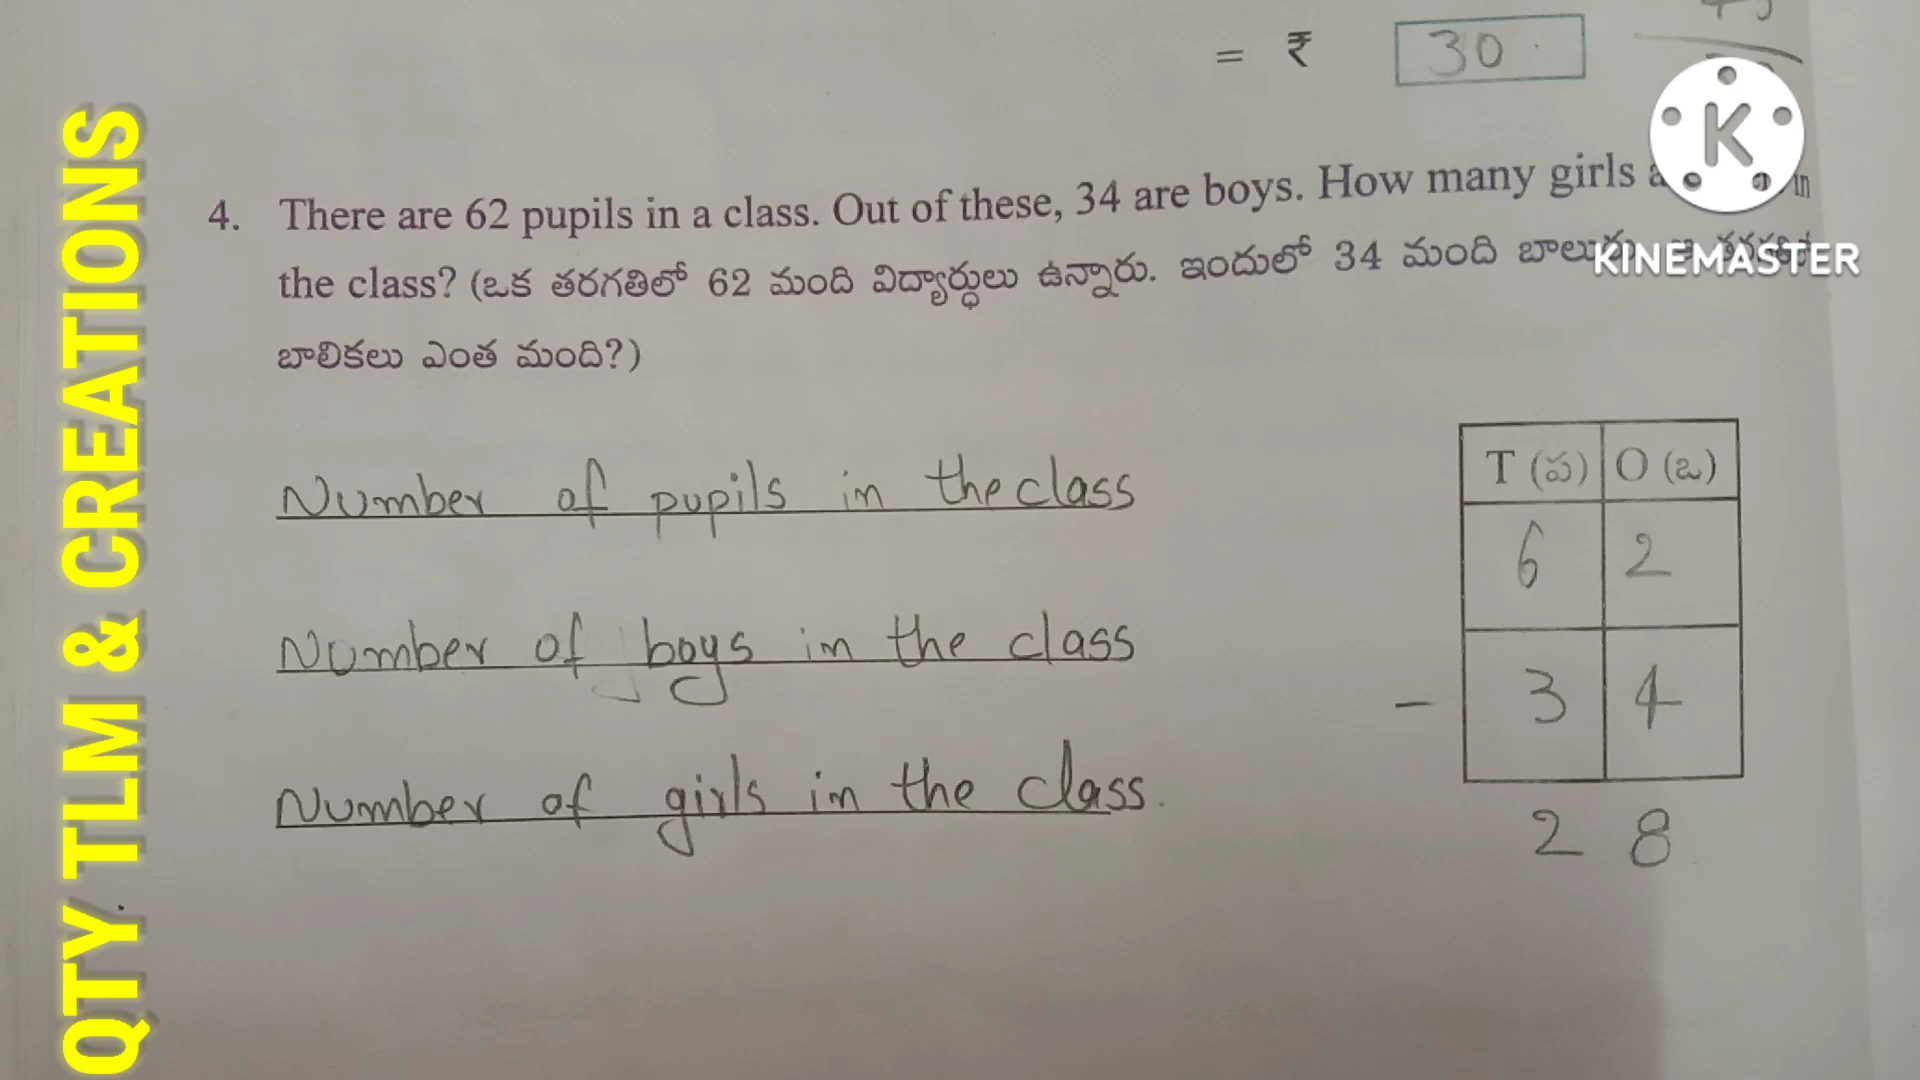 = ₹ 30
4. There are 62 pupils in a class. Out of these, 34 are boys. How many girls in
the class? (ఒక తరగతిలో 62 మంది విద్యార్థులు ఉన్నారు. ఇందులో 34 మంది
బాలికలు ఎంత మంది?)
K
KINEMASTER
T (ప) O (ఒ)
Number of pupils in the class
6 2
Number of boys in the class
- 3 4
Number of girls in the class.
2 8
QTY TLM & CREATIONS